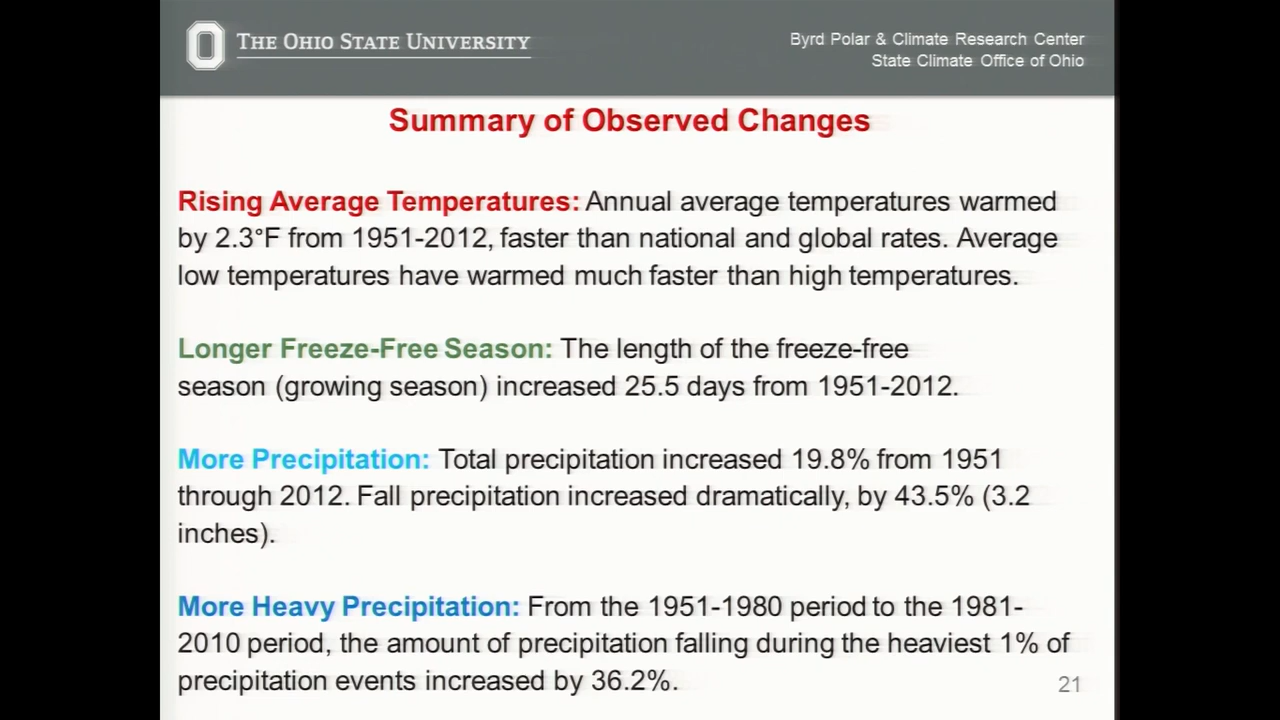 THE OHIO STATE UNIVERSITY
Byrd Polar & Climate Research Center
State Climate Office of Ohio
Summary of Observed Changes
Rising Average Temperatures: Annual average temperatures warmed
by 2.3°F from 1951-2012, faster than national and global rates. Average
low temperatures have warmed much faster than high temperatures.
Longer Freeze-Free Season: The length of the freeze-free
season (growing season) increased 25.5 days from 1951-2012.
More Precipitation: Total precipitation increased 19.8% from 1951
through 2012. Fall precipitation increased dramatically, by 43.5% (3.2
inches).
More Heavy Precipitation: From the 1951-1980 period to the 1981-
2010 period, the amount of precipitation falling during the heaviest 1% of
precipitation events increased by 36.2%.
21